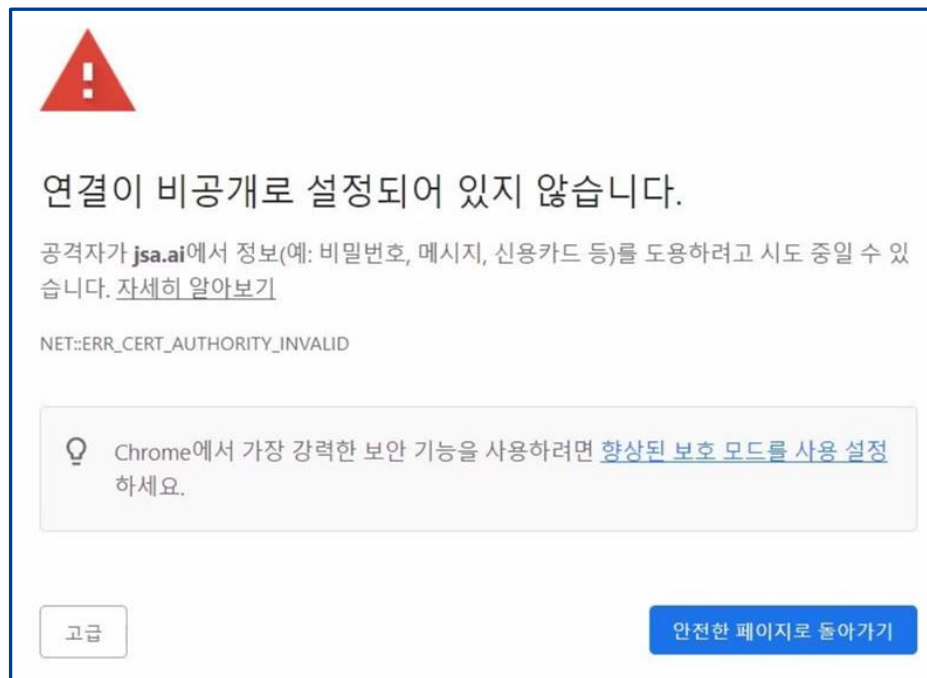 연결이 비공개로 설정되어 있지 않습니다.
공격자가 jsa.ai에서 정보(예: 비밀번호, 메시지, 신용카드 등)를 도용하려고 시도 중일 수 있
습니다. 자세히 알아보기
NET::ERR_CERT_AUTHORITY_INVALID
Chrome에서 가장 강력한 보안 기능을 사용하려면 향상된 보호 모드를 사용 설정
하세요.
고급
안전한 페이지로 돌아가기